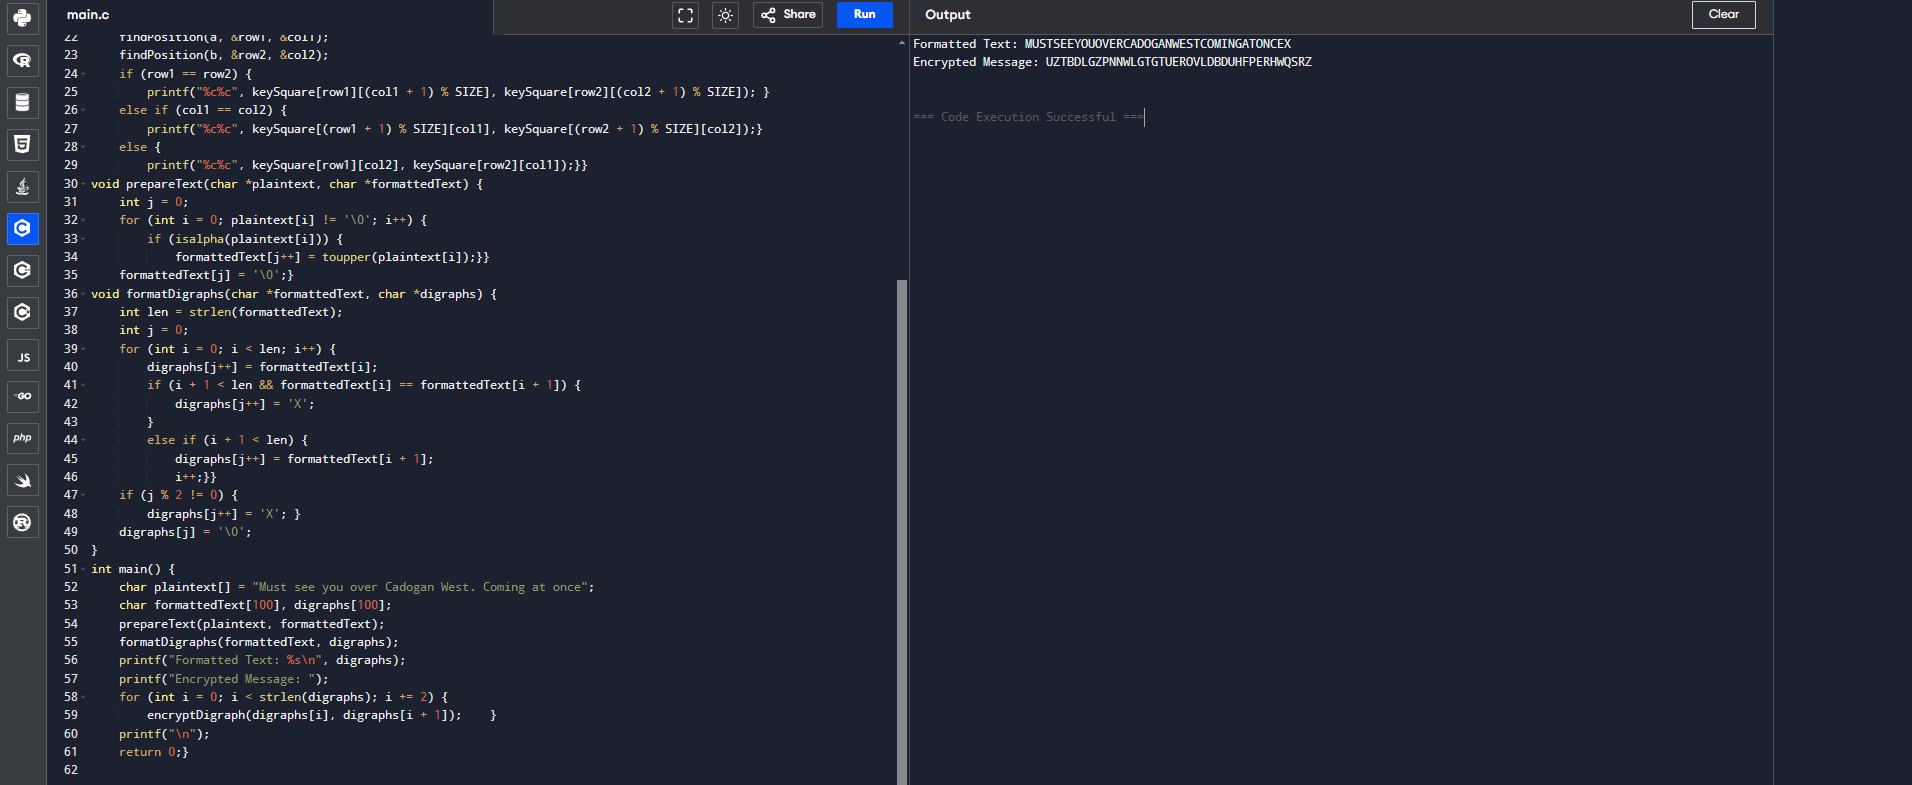 main.c
Share
Run
Output
Clear
22 findPosition(a, &row1, &col1);
23 findPosition(b, &row2, &col2);
24 if (row1 == row2) {
25 printf("%c%c", keySquare[row1][(col1 + 1) % SIZE], keySquare[row2][(col2 + 1) % SIZE]); }
26 else if (col1 == col2) {
27 printf("%c%c", keySquare[(row1 + 1) % SIZE][col1], keySquare[(row2 + 1) % SIZE][col2]);}
28 else {
29 printf("%c%c", keySquare[row1][col2], keySquare[row2][col1]);}}
30 void prepareText(char *plaintext, char *formattedText) {
31 int j = 0;
32 for (int i = 0; plaintext[i] != '\0'; i++) {
33 if (isalpha(plaintext[i])) {
34 formattedText[j++] = toupper(plaintext[i]);}}
35 formattedText[j] = '\0';}
36 void formatDigraphs(char *formattedText, char *digraphs) {
37 int len = strlen(formattedText);
38 int j = 0;
39 for (int i = 0; i < len; i++) {
40 digraphs[j++] = formattedText[i];
41 if (i + 1 < len && formattedText[i] == formattedText[i + 1]) {
42 digraphs[j++] = 'X';
43 }
44 else if (i + 1 < len) {
45 digraphs[j++] = formattedText[i + 1];
46 i++;}}
47 if (j % 2 != 0) {
48 digraphs[j++] = 'X'; }
49 digraphs[j] = '\0';
50 }
51 int main() {
52 char plaintext[] = "Must see you over Cadogan West. Coming at once";
53 char formattedText[100], digraphs[100];
54 prepareText(plaintext, formattedText);
55 formatDigraphs(formattedText, digraphs);
56 printf("Formatted Text: %s\n", digraphs);
57 printf("Encrypted Message: ");
58 for (int i = 0; i < strlen(digraphs); i += 2) {
59 encryptDigraph(digraphs[i], digraphs[i + 1]); }
60 printf("\n");
61 return 0;}
62
JS
GO
php
Formatted Text: MUSTSEEYOUOVERCADOGANWESTCOMINGATONCEX
Encrypted Message: UZTBDLGZPNNWLGTGTUEROVLDBDUHFPERHWQSRZ
=== Code Execution Successful ===